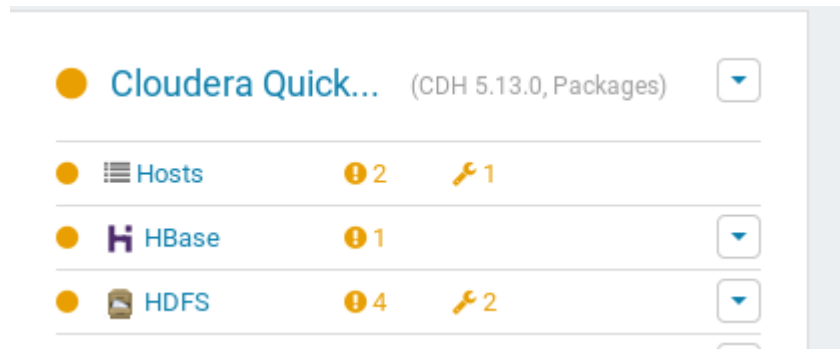 Cloudera Quick... (CDH 5.13.0, Packages)
Hosts 2 1
HBase 1
HDFS 4 2